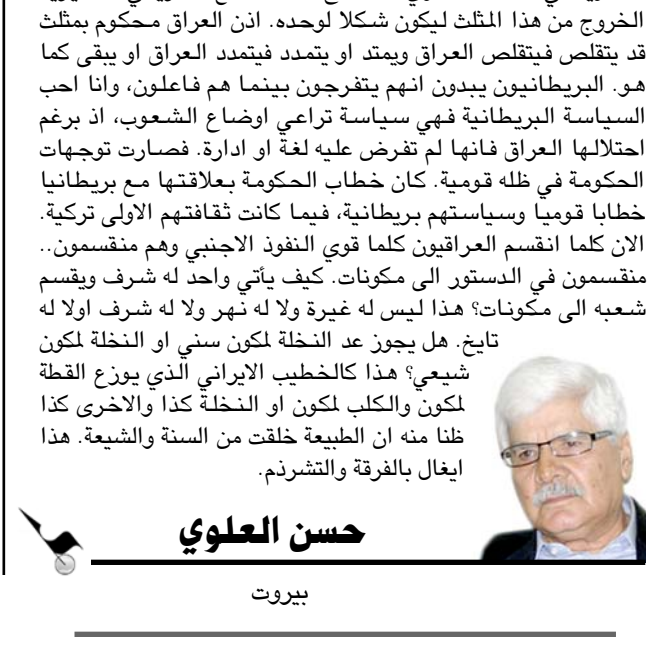 الخروج من هذا المثلث ليكون شكلا لوحده. اذن العراق محكوم بمثلث
قد يتقلص فيتقلص العراق ويمتد او يتمدد فيتمدد العراق او يبقى كما
هو. البريطانيون يبدون انهم يتفرجون بينما هم فاعلون، وانا احب
السياسة البريطانية فهي سياسة تراعي اوضاع الشعوب، اذ برغم
احتلالها العراق فانها لم تفرض عليه لغة او ادارة. فصارت توجهات
الحكومة في ظله قومية. كان خطاب الحكومة بعلاقتها مع بريطانيا
خطابا قوميا وسياستهم بريطانية، فيما كانت ثقافتهم الاولى تركية.
الان كلما انقسم العراقيون كلما قوي النفوذ الاجنبي وهم منقسمون..
منقسمون في الدستور الى مكونات. كيف يأتي واحد له شرف ويقسم
شعبه الى مكونات؟ هذا ليس له غيرة ولا له نهر ولا له شرف اولا له
تايخ. هل يجوز عد النخلة لمكون سني او النخلة لمكون
شيعي؟ هذا كالخطيب الايراني الذي يوزع القطة
لمكون والكلب لمكون او النخلة كذا والاخرى كذا
ظنا منه ان الطبيعة خلقت من السنة والشيعة. هذا
ايغال بالفرقة والتشرذم.
حسن العلوي
بيروت